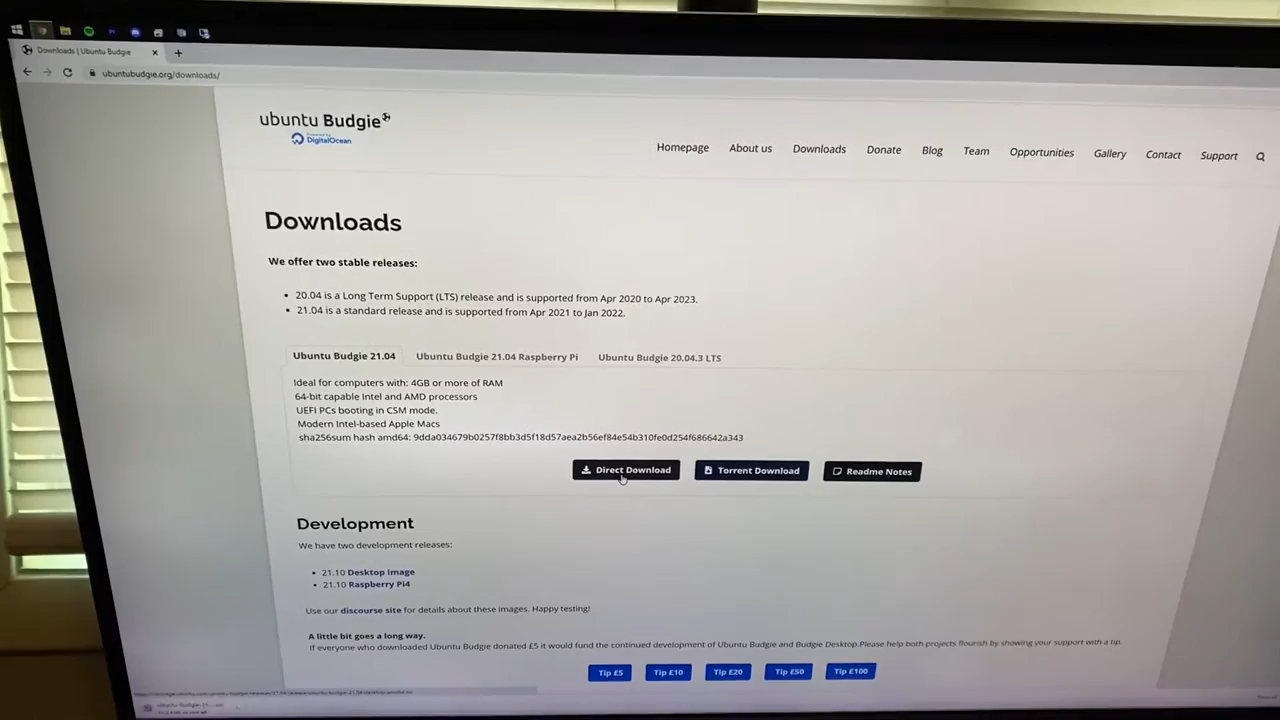 Downloads | Ubuntu Budgie
ubuntubudgie.org/downloads/
ubuntu Budgie
Powered by
DigitalOcean
Homepage About us Downloads Donate Blog Team Opportunities Gallery Contact Support
Downloads
We offer two stable releases:
• 20.04 is a Long Term Support (LTS) release and is supported from Apr 2020 to Apr 2023.
• 21.04 is a standard release and is supported from Apr 2021 to Jan 2022.
Ubuntu Budgie 21.04 Ubuntu Budgie 21.04 Raspberry Pi Ubuntu Budgie 20.04.3 LTS
Ideal for computers with: 4GB or more of RAM
64-bit capable Intel and AMD processors
UEFI PCs booting in CSM mode.
Modern Intel-based Apple Macs
sha256sum hash amd64: 9dda034679b0257f8bb3d5f18d57aea2b56ef84e54b310fe0d254f686642a343
Direct Download Torrent Download Readme Notes
Development
We have two development releases:
• 21.10 Desktop Image
• 21.10 Raspberry Pi4
Use our discourse site for details about these images. Happy testing!
A little bit goes a long way.
If everyone who downloaded Ubuntu Budgie donated £5 it would fund the continued development of Ubuntu Budgie and Budgie Desktop.Please help both projects flourish by showing your support with a tip.
Tip £5 Tip £10 Tip £20 Tip £50 Tip £100